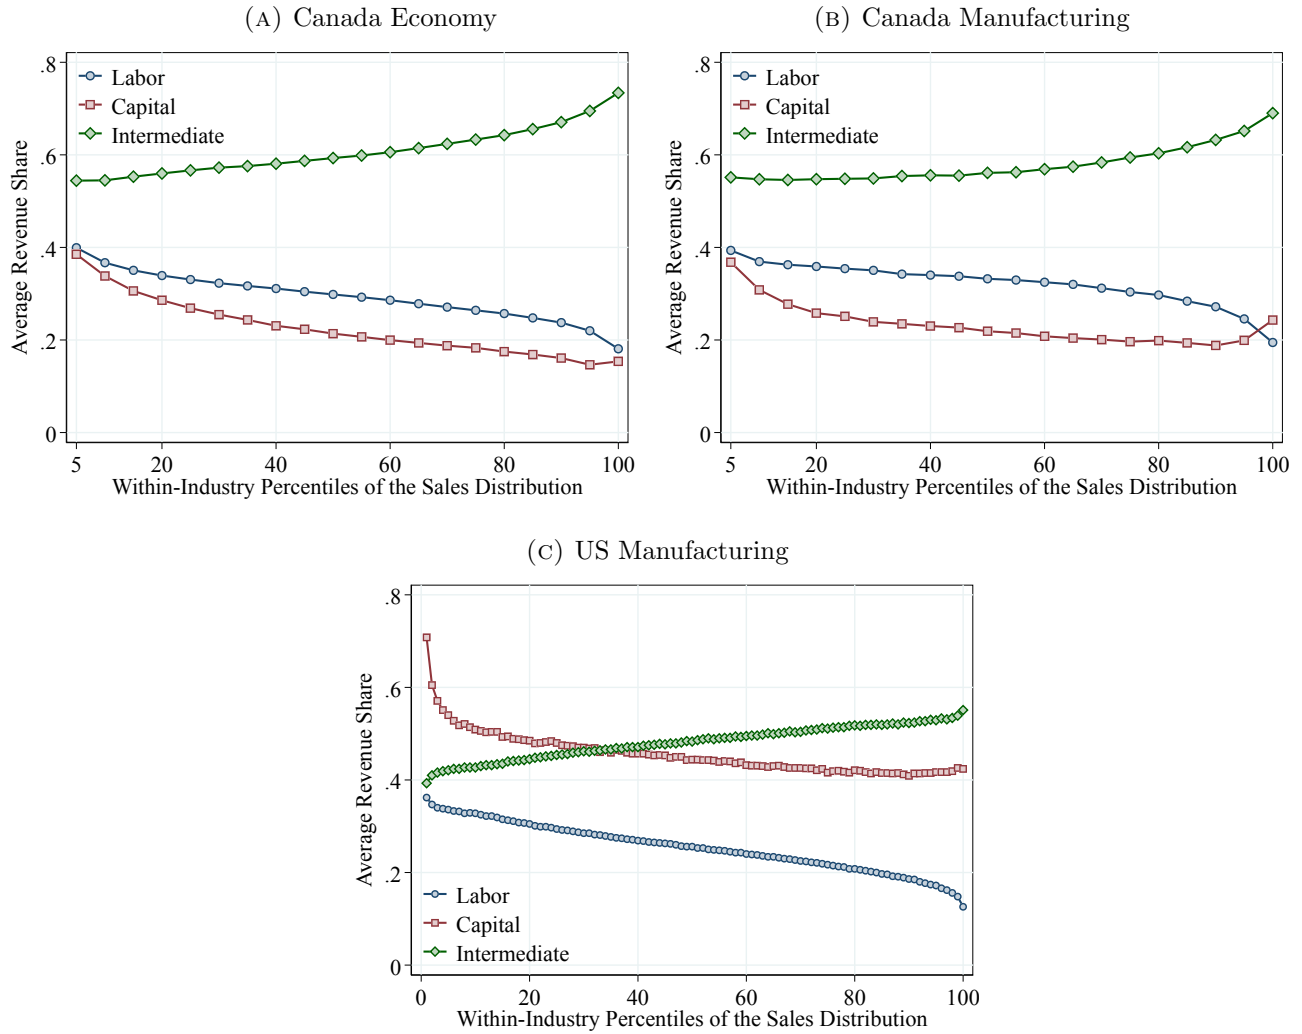 (A) Canada Economy
Average Revenue Share
.8
.6
.4
.2
0
Labor
Capital
Intermediate
5 20 40 60 80 100
Within-Industry Percentiles of the Sales Distribution
(B) Canada Manufacturing
Average Revenue Share
.8
.6
.4
.2
0
Labor
Capital
Intermediate
5 20 40 60 80 100
Within-Industry Percentiles of the Sales Distribution
(C) US Manufacturing
Average Revenue Share
.8
.6
.4
.2
0
Labor
Capital
Intermediate
0 20 40 60 80 100
Within-Industry Percentiles of the Sales Distribution